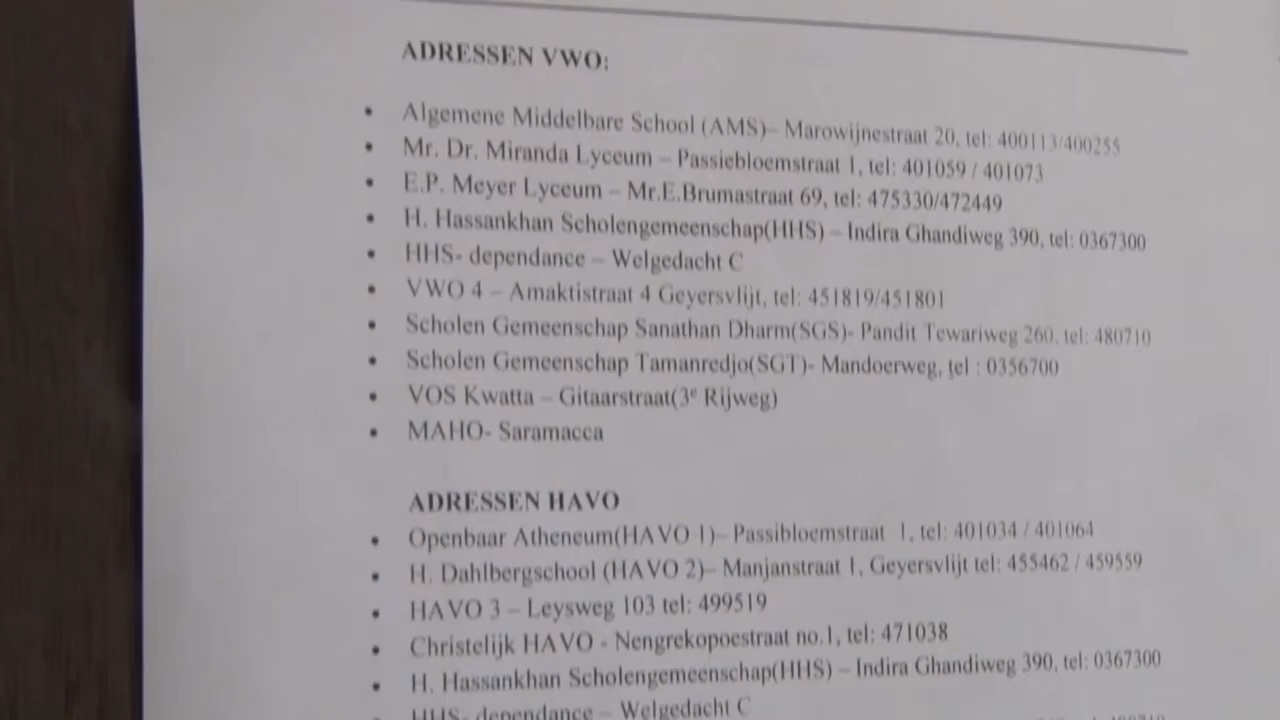 ADRESSEN VWO:
• Algemene Middelbare School (AMS)– Marowijnestraat 20, tel: 400113/400255
• Mr. Dr. Miranda Lyceum – Passiebloemstraat 1, tel: 401059 / 401073
• E.P. Meyer Lyceum – Mr.E.Brumastraat 69, tel: 475330/472449
• H. Hassankhan Scholengemeenschap(HHS) – Indira Ghandiweg 390, tel: 0367300
• HHS- dependance – Welgedacht C
• VWO 4 – Amaktistraat 4 Geyersvlijt, tel: 451819/451801
• Scholen Gemeenschap Sanathan Dharm(SGS)- Pandit Tewariweg 260, tel: 480710
• Scholen Gemeenschap Tamanredjo(SGT)- Mandoerweg, tel : 0356700
• VOS Kwatta – Gitaarstraat(3e Rijweg)
• MAHO- Saramacca
ADRESSEN HAVO
• Openbaar Atheneum(HAVO 1)– Passibloemstraat 1, tel: 401034 / 401064
• H. Dahlbergschool (HAVO 2)– Manjanstraat 1, Geyersvlijt tel: 455462 / 459559
• HAVO 3 – Leysweg 103 tel: 499519
• Christelijk HAVO - Nengrekopoestraat no.1, tel: 471038
• H. Hassankhan Scholengemeenschap(HHS) – Indira Ghandiweg 390, tel: 0367300
• HHS- dependance – Welgedacht C